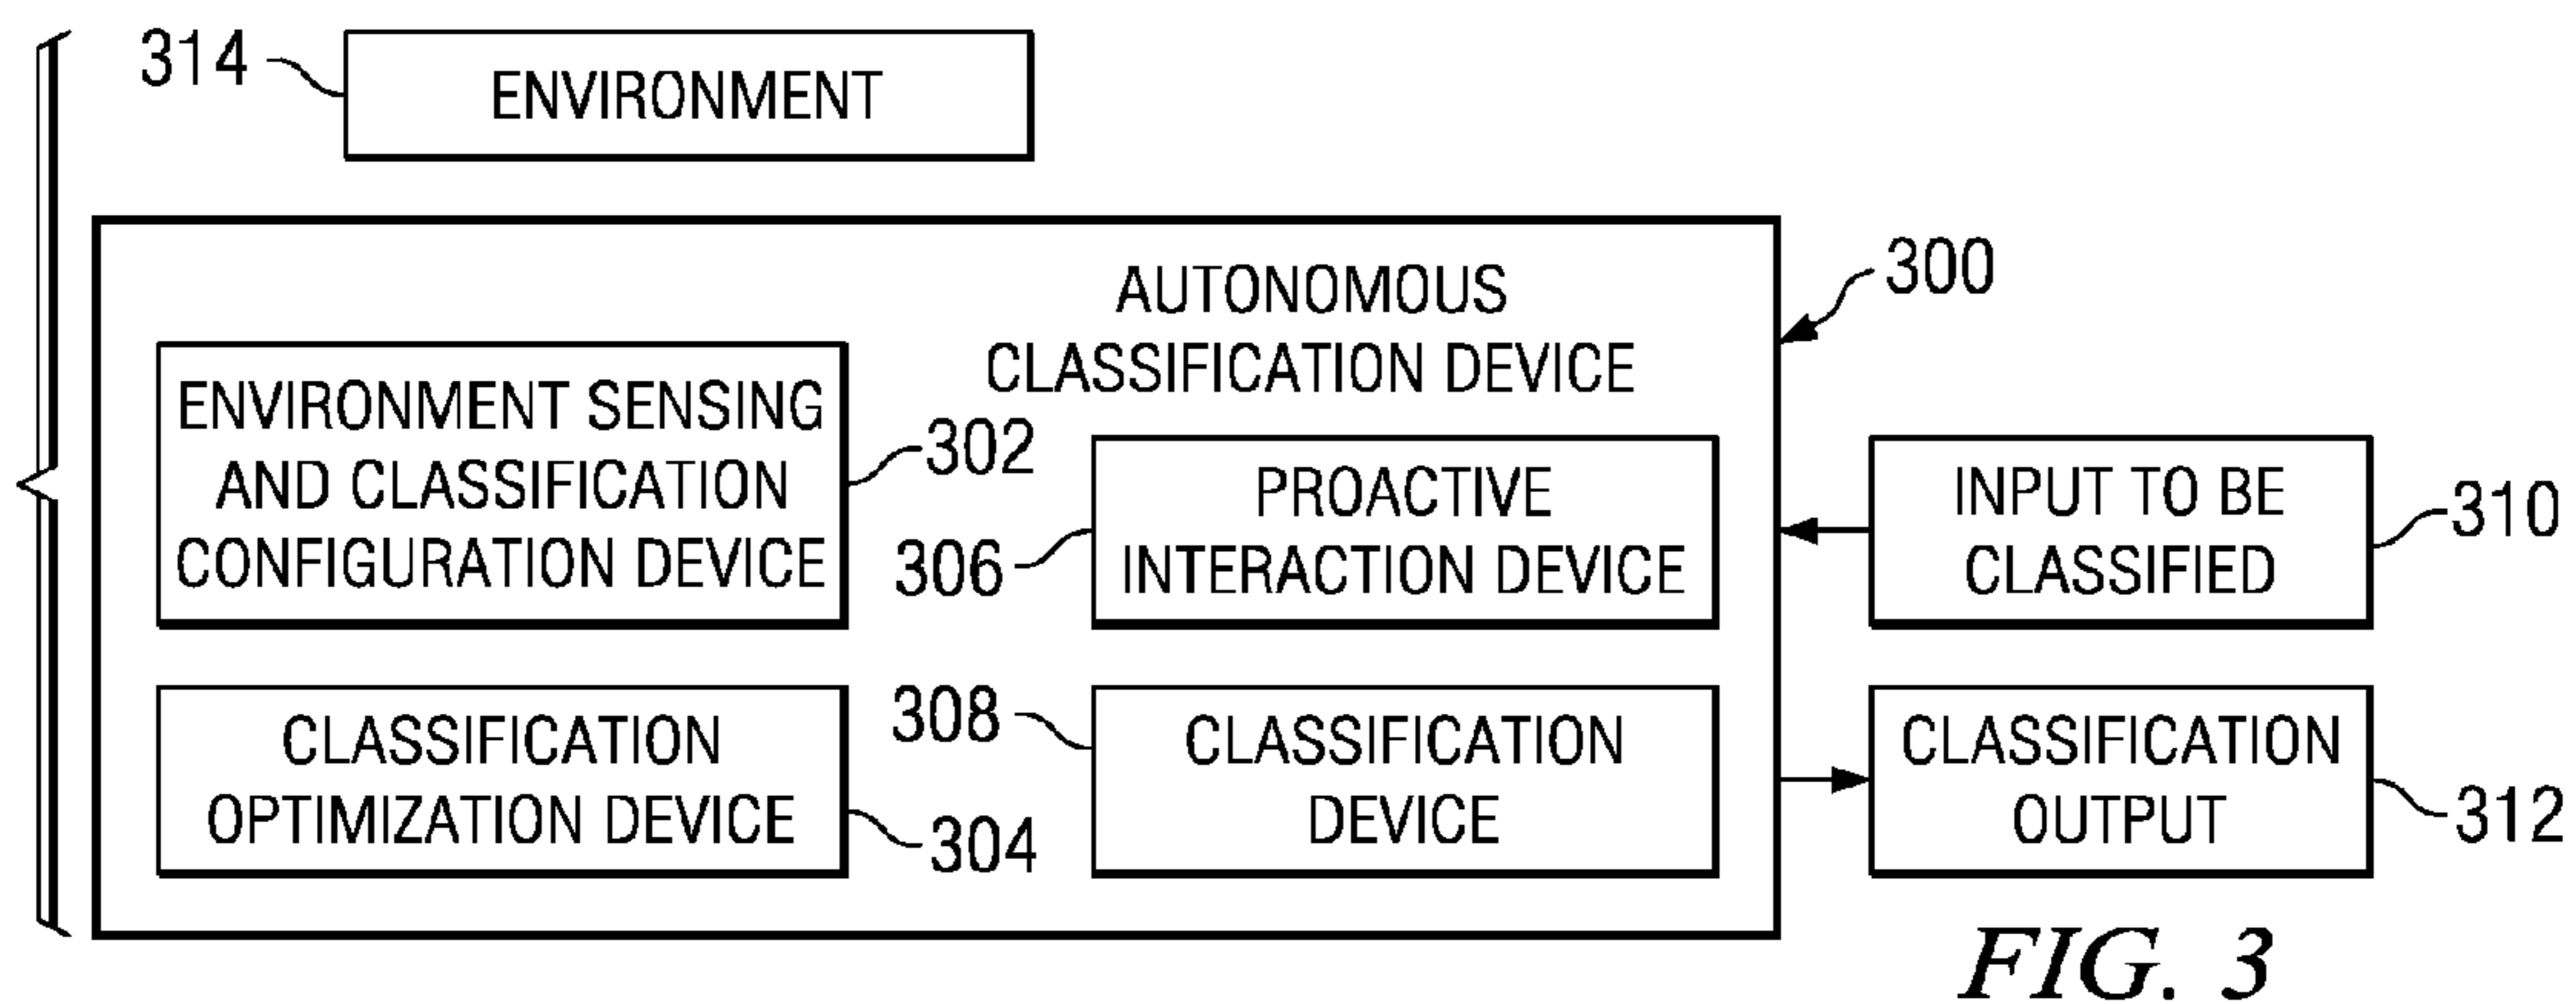 314
ENVIRONMENT
AUTONOMOUS
CLASSIFICATION DEVICE
300
ENVIRONMENT SENSING
AND CLASSIFICATION
CONFIGURATION DEVICE
302
PROACTIVE
INTERACTION DEVICE
306
INPUT TO BE
CLASSIFIED
310
CLASSIFICATION
OPTIMIZATION DEVICE
304
308
CLASSIFICATION
DEVICE
CLASSIFICATION
OUTPUT
312
FIG. 3